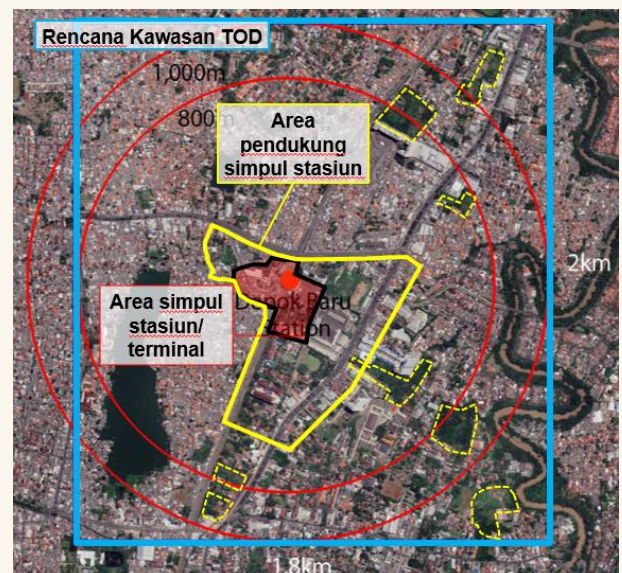 Rencana Kawasan TOD
1,000m
800m
Area
pendukung
simpul stasiun
2km
Area simpul
stasiun/
terminal
Depok Baru
Station
1.8km